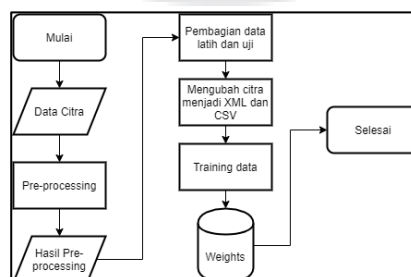 Mulai
Data Citra
Pre-processing
Hasil Pre-
processing
Pembagian data
latih dan uji
Mengubah citra
menjadi XML dan
CSV
Training data
Weights
Selesai